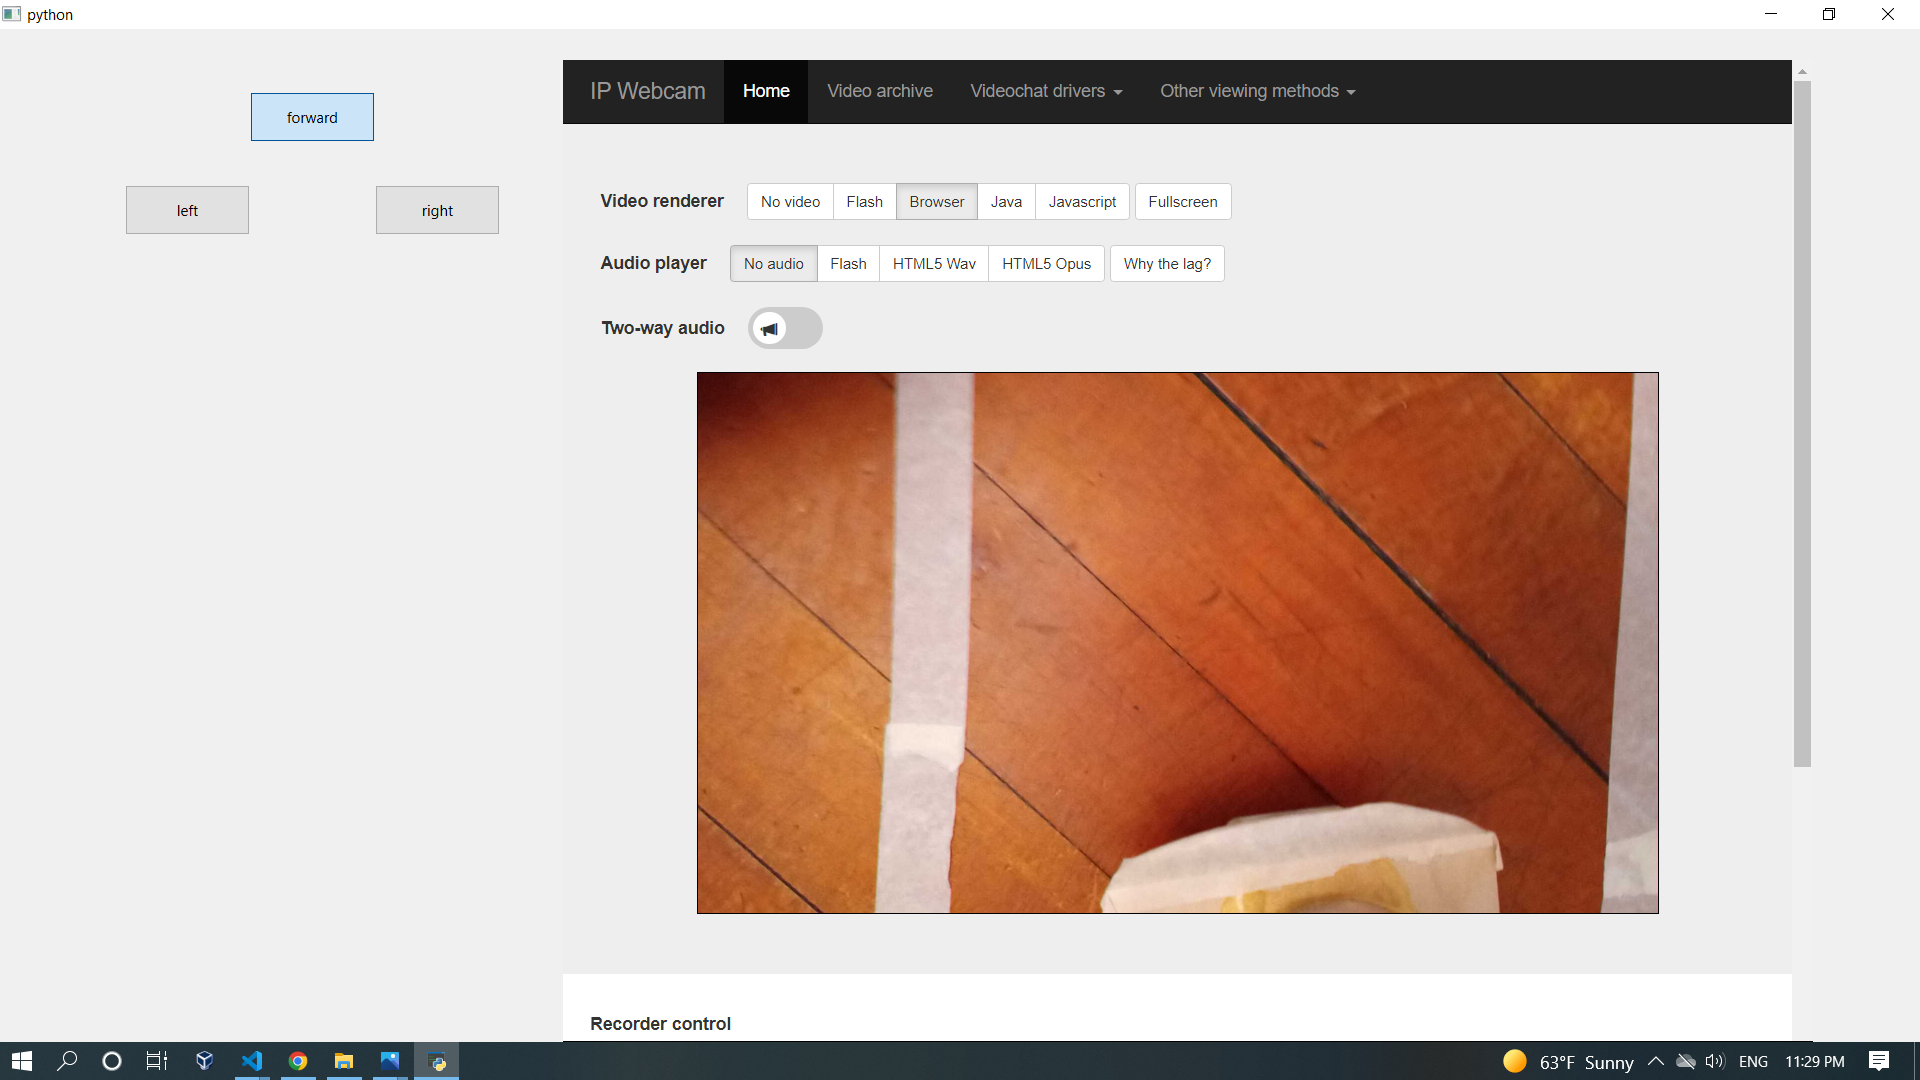 python
forward
left right
IP Webcam Home Video archive Videochat drivers Other viewing methods
Video renderer No video Flash Browser Java Javascript Fullscreen
Audio player No audio Flash HTML5 Wav HTML5 Opus Why the lag?
Two-way audio
Recorder control
63°F Sunny ENG 11:29 PM